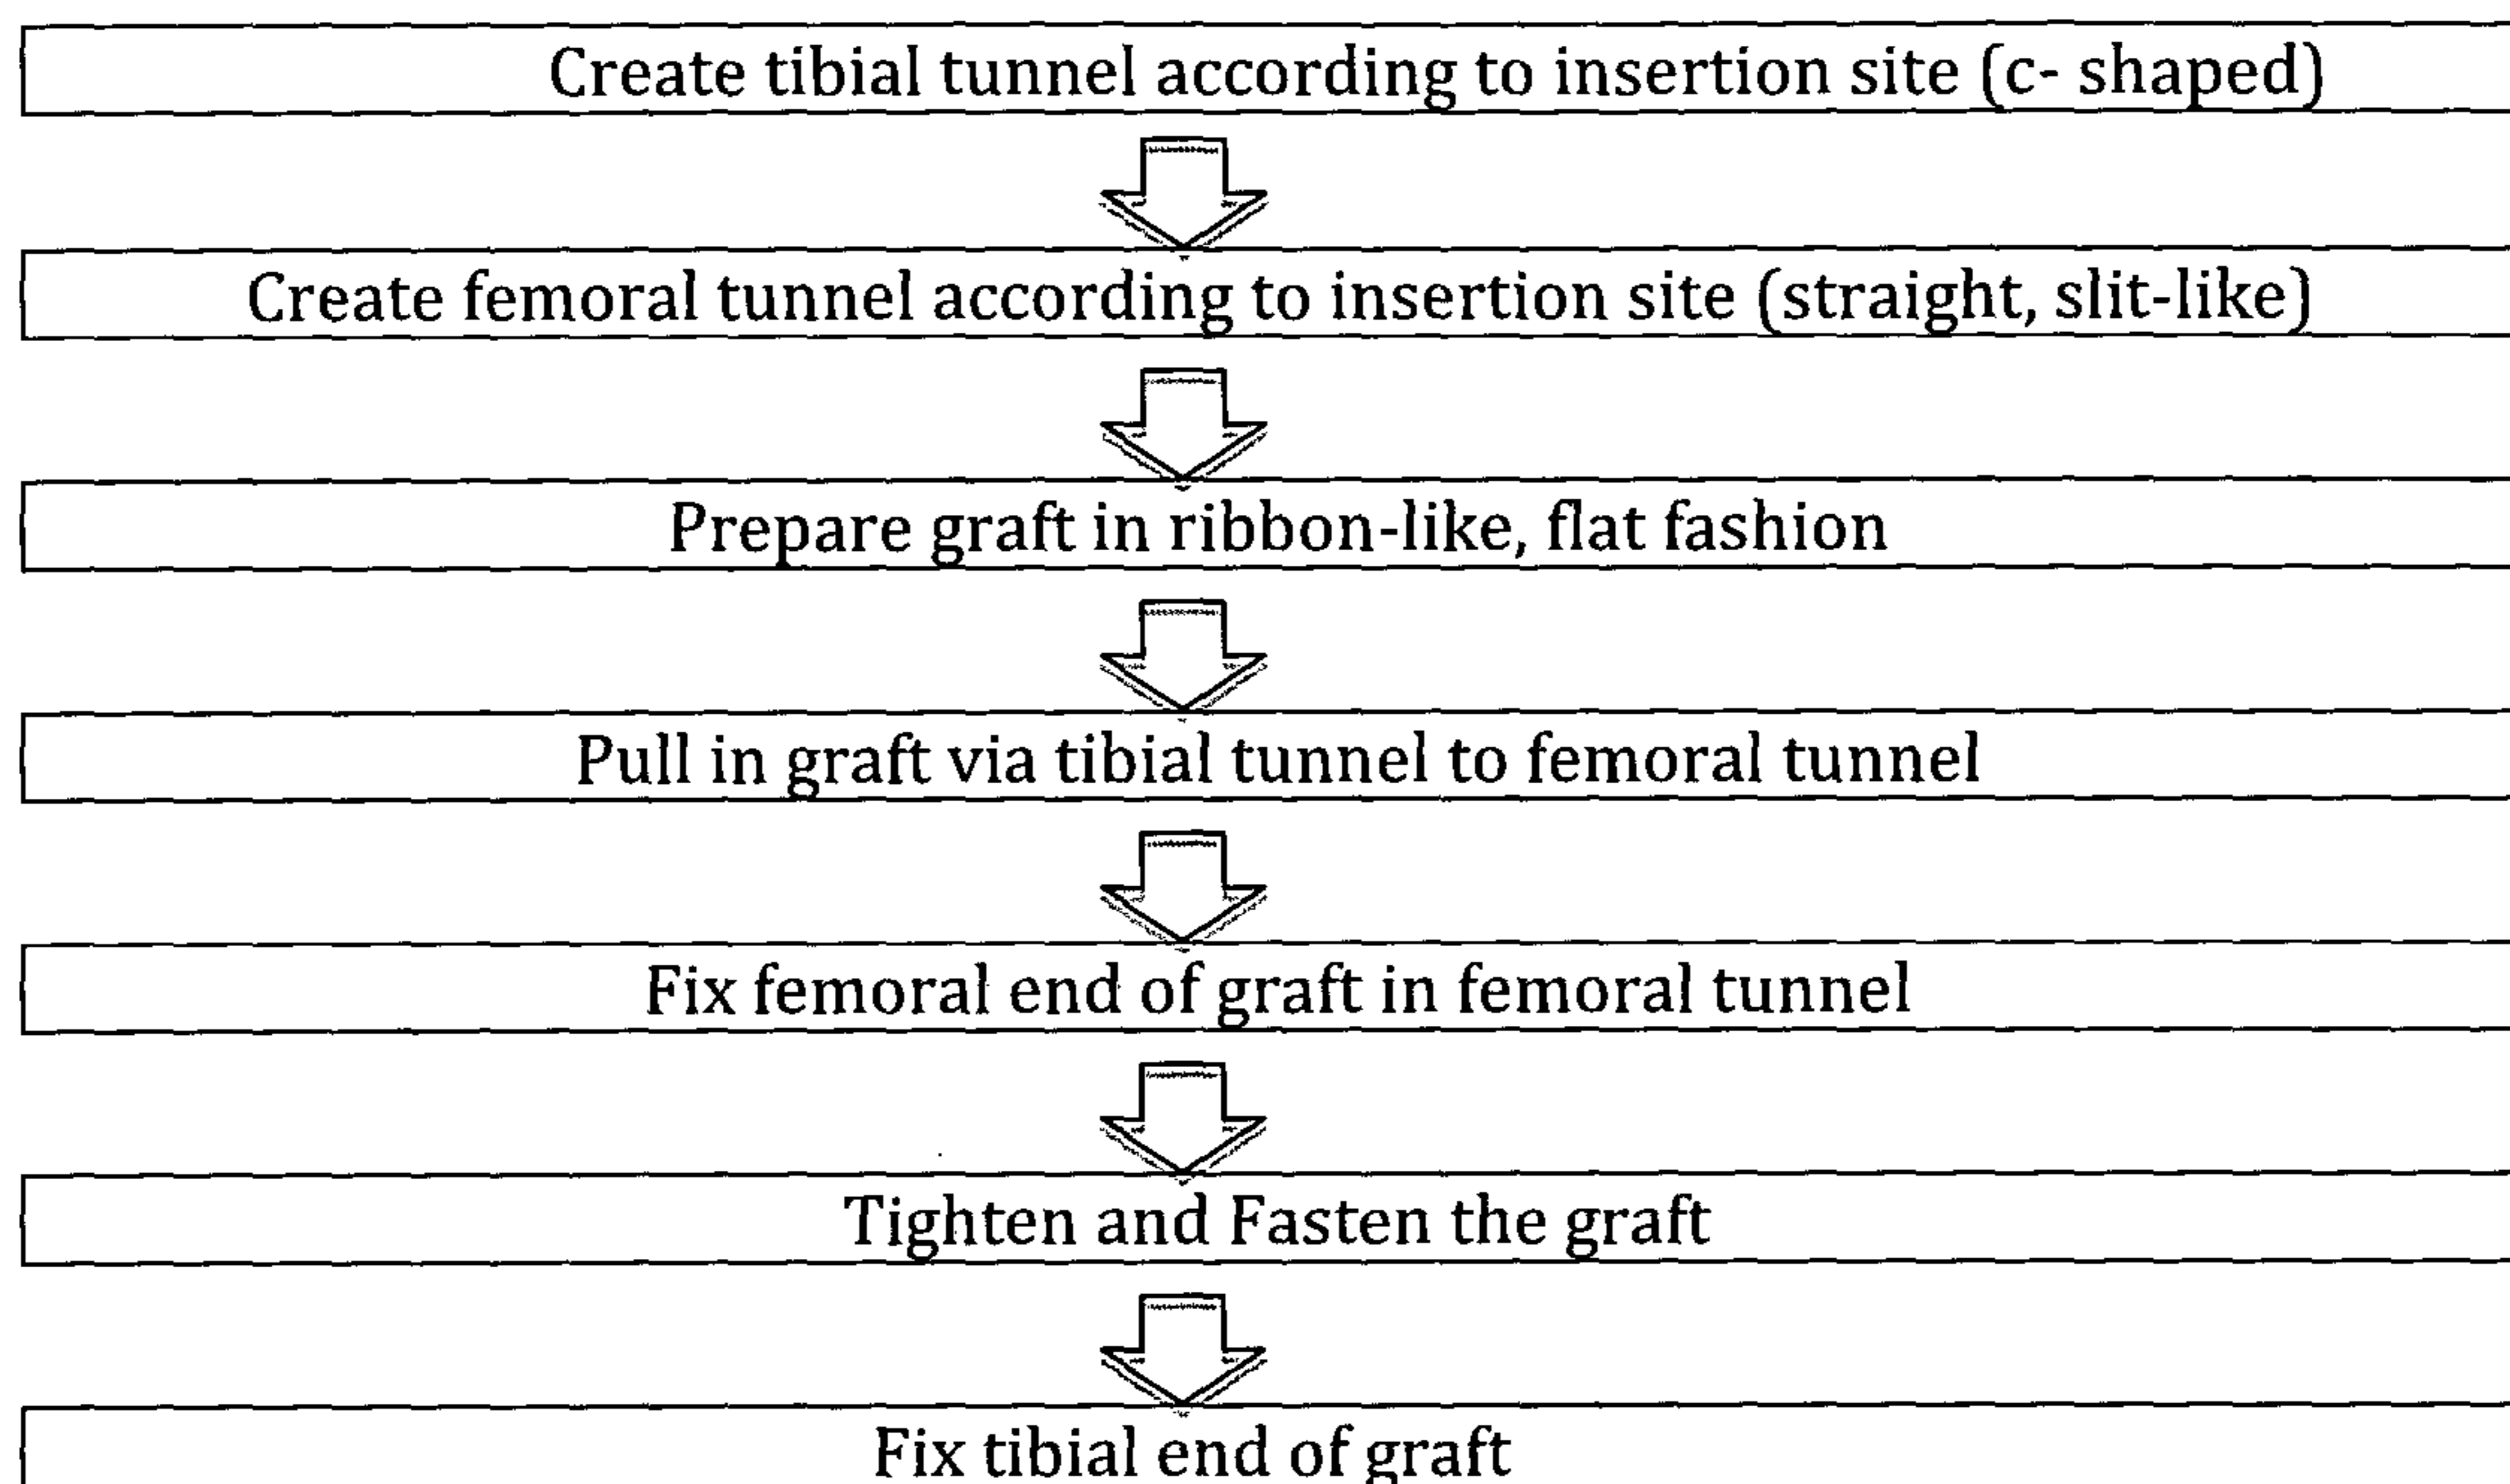 Create tibial tunnel according to insertion site (c- shaped)
Create femoral tunnel according to insertion site (straight, slit-like)
Prepare graft in ribbon-like, flat fashion
Pull in graft via tibial tunnel to femoral tunnel
Fix femoral end of graft in femoral tunnel
Tighten and Fasten the graft
Fix tibial end of graft